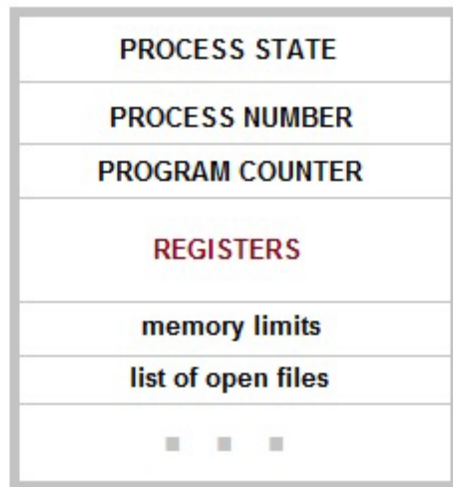 PROCESS STATE
PROCESS NUMBER
PROGRAM COUNTER
REGISTERS
memory limits
list of open files